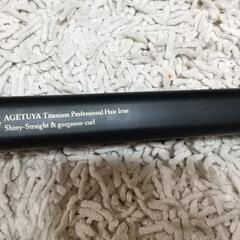 AGETUYA Titanium Professional Hair Iron
Shiny-Straight & gorgeous-curl